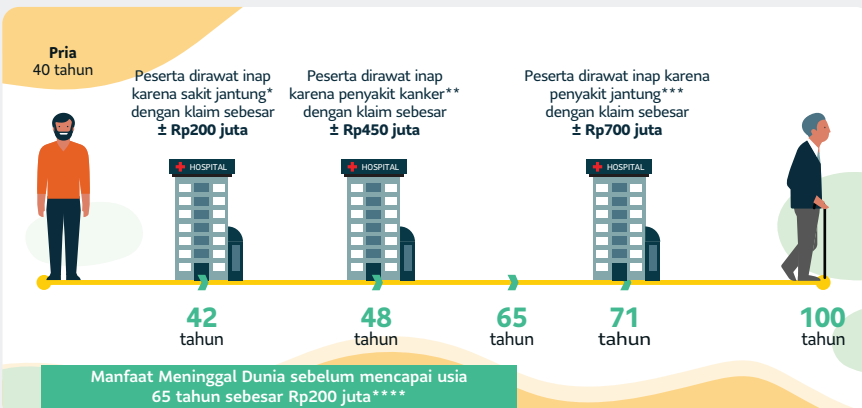 Pria
40 tahun
Peserta dirawat inap
karena sakit jantung*
dengan klaim sebesar
± Rp200 juta
Peserta dirawat inap
karena penyakit kanker**
dengan klaim sebesar
± Rp450 juta
Peserta dirawat inap karena
penyakit jantung***
dengan klaim sebesar
± Rp700 juta
HOSPITAL
HOSPITAL
HOSPITAL
42
tahun
48
tahun
65
tahun
71
tahun
100
tahun
Manfaat Meninggal Dunia sebelum mencapai usia
65 tahun sebesar Rp200 juta****